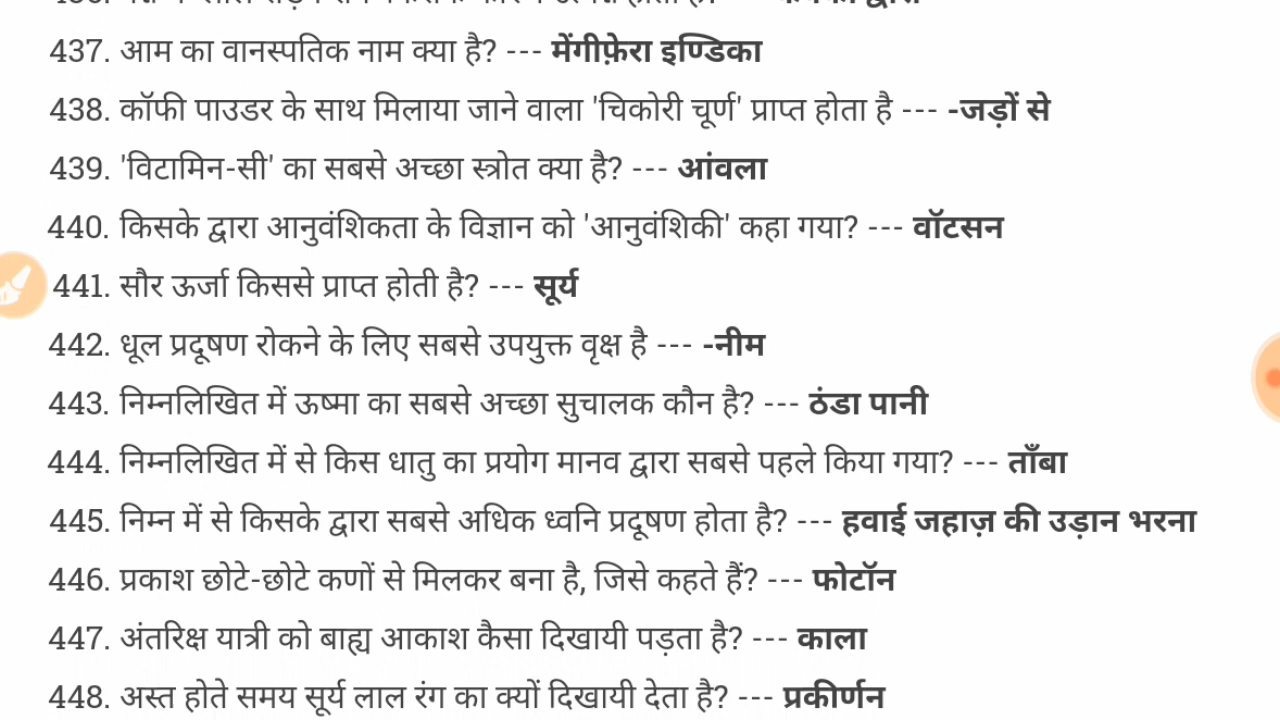 437. आम का वानस्पतिक नाम क्या है? --- मेंगीफ़ेरा इण्डिका
438. कॉफी पाउडर के साथ मिलाया जाने वाला 'चिकोरी चूर्ण' प्राप्त होता है --- -जड़ों से
439. 'विटामिन-सी' का सबसे अच्छा स्त्रोत क्या है? --- आंवला
440. किसके द्वारा आनुवंशिकता के विज्ञान को 'आनुवंशिकी' कहा गया? --- वॉटसन
441. सौर ऊर्जा किससे प्राप्त होती है? --- सूर्य
442. धूल प्रदूषण रोकने के लिए सबसे उपयुक्त वृक्ष है --- -नीम
443. निम्नलिखित में ऊष्मा का सबसे अच्छा सुचालक कौन है? --- ठंडा पानी
444. निम्नलिखित में से किस धातु का प्रयोग मानव द्वारा सबसे पहले किया गया? --- ताँबा
445. निम्न में से किसके द्वारा सबसे अधिक ध्वनि प्रदूषण होता है? --- हवाई जहाज़ की उड़ान भरना
446. प्रकाश छोटे-छोटे कणों से मिलकर बना है, जिसे कहते हैं? --- फोटॉन
447. अंतरिक्ष यात्री को बाह्य आकाश कैसा दिखायी पड़ता है? --- काला
448. अस्त होते समय सूर्य लाल रंग का क्यों दिखायी देता है? --- प्रकीर्णन